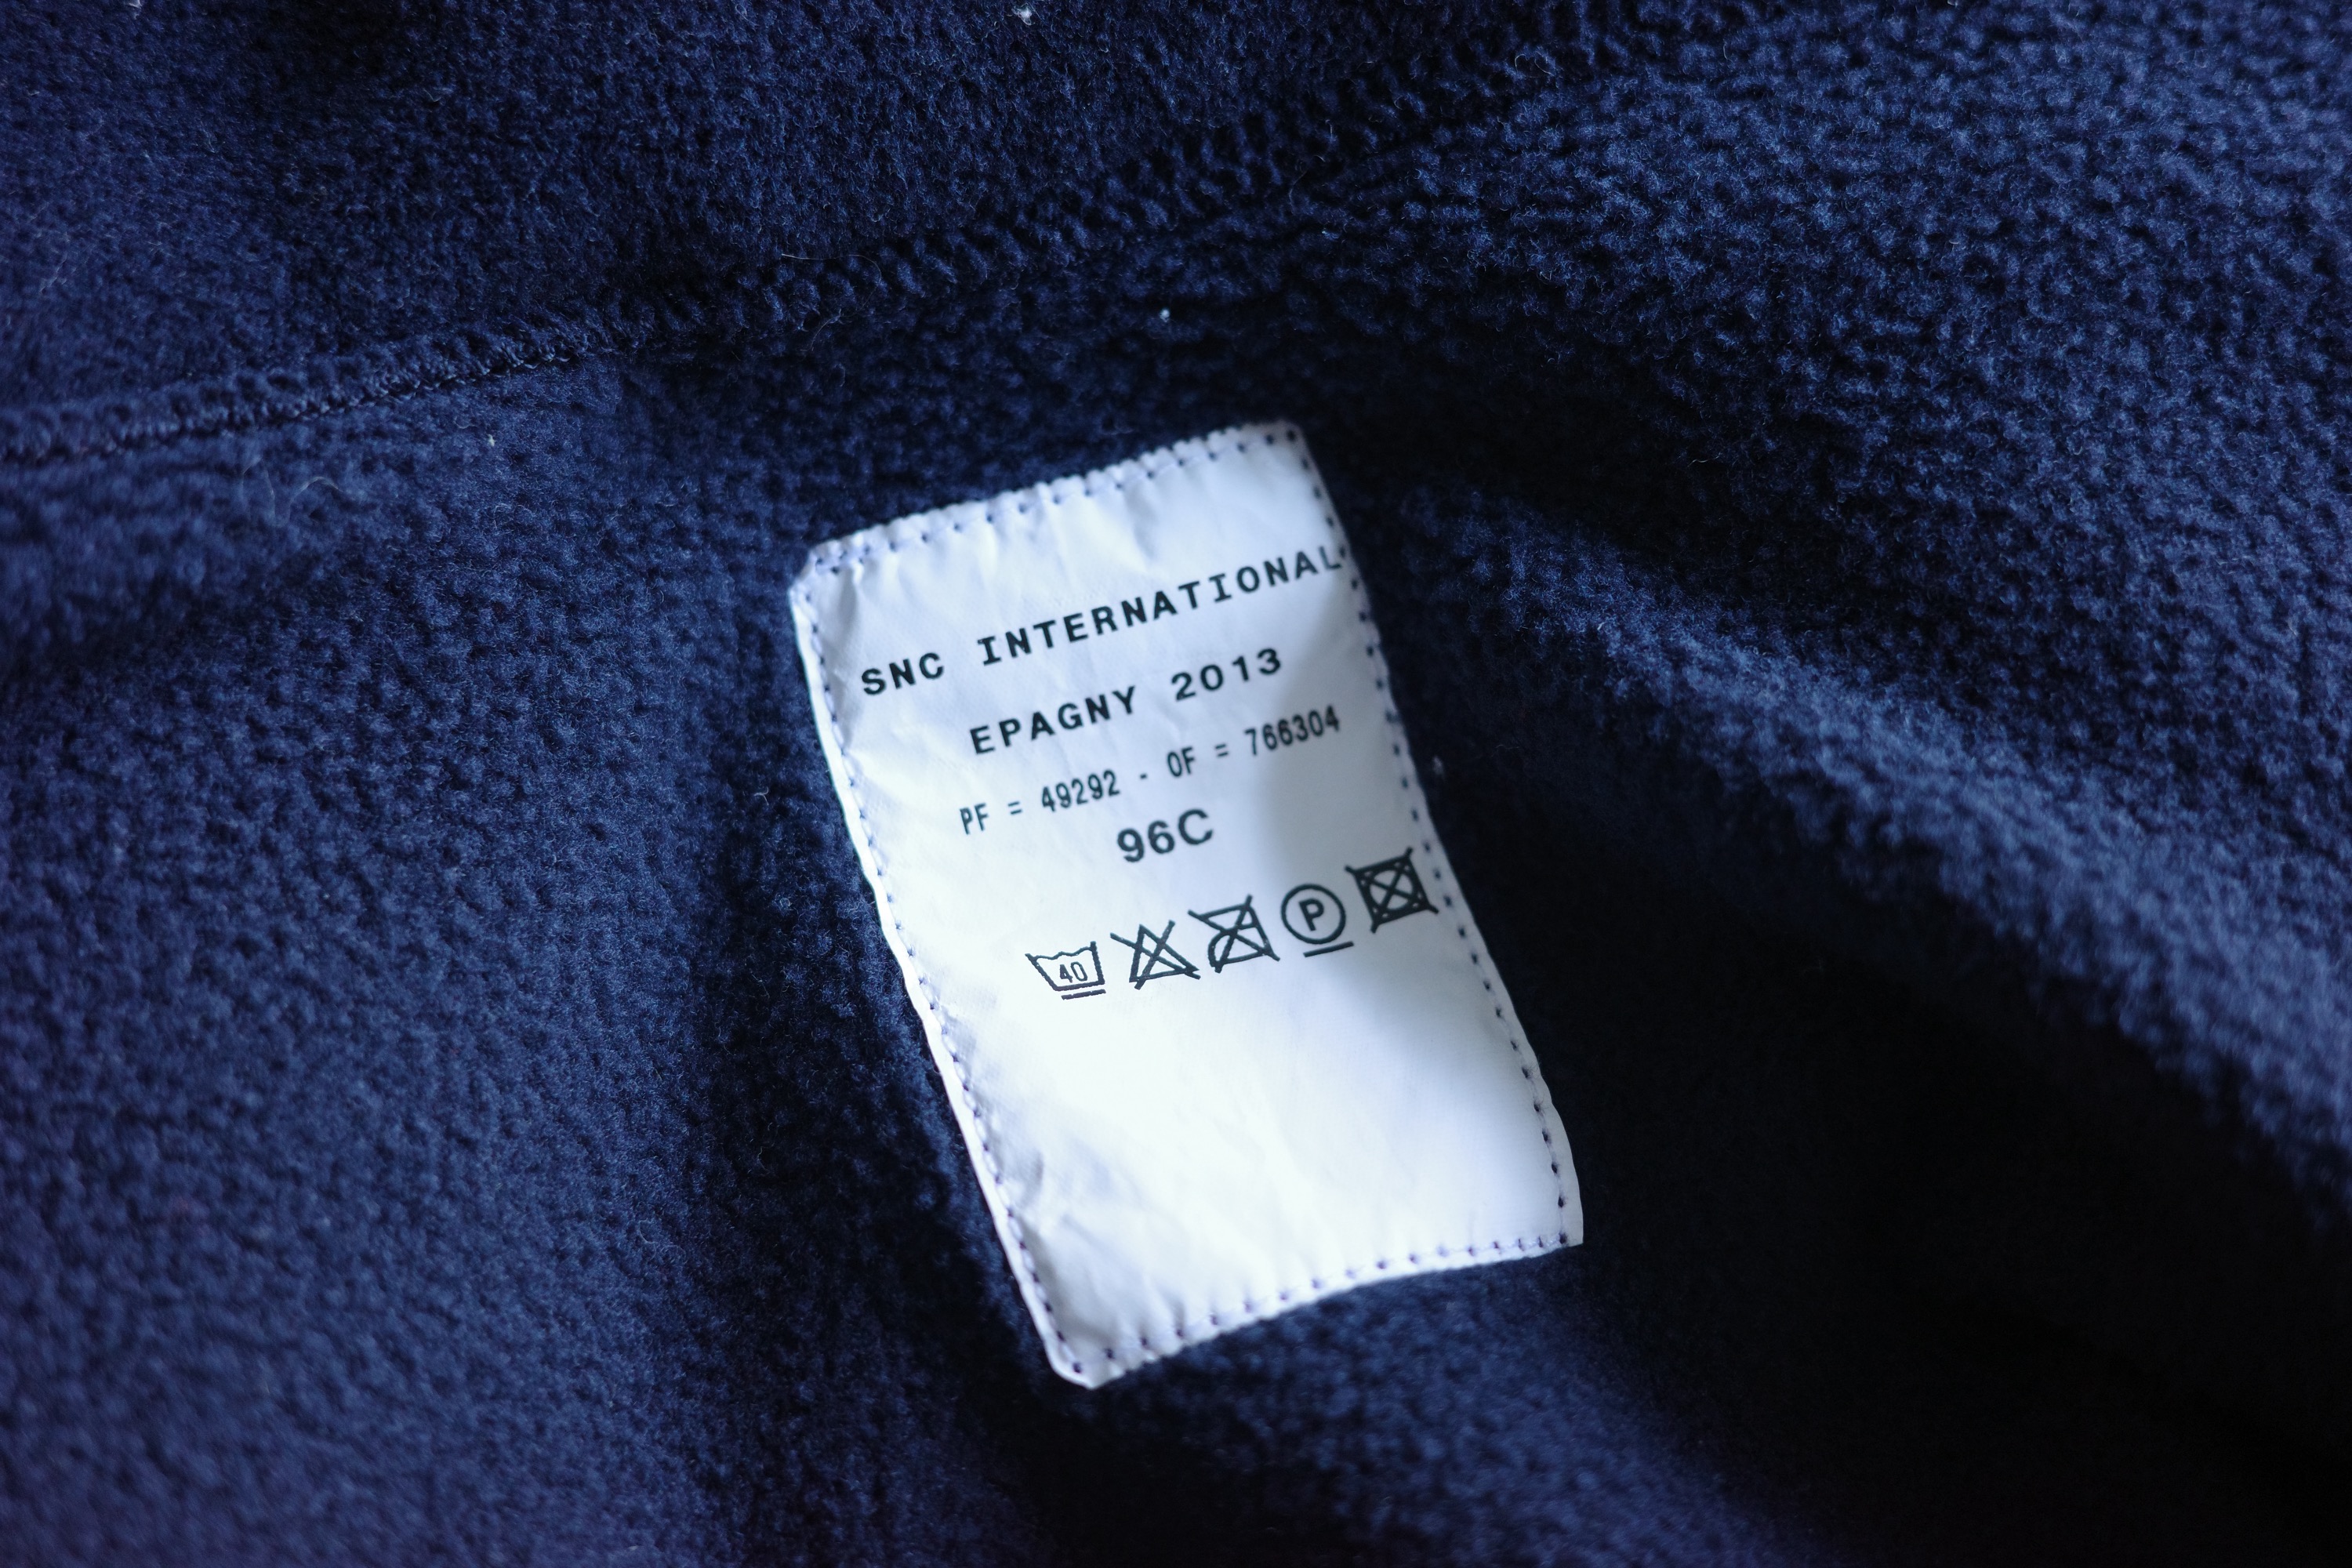 SNC INTERNATIONAL
EPAGNY 2013
PF = 49292 - OF = 766304
96C
40 P